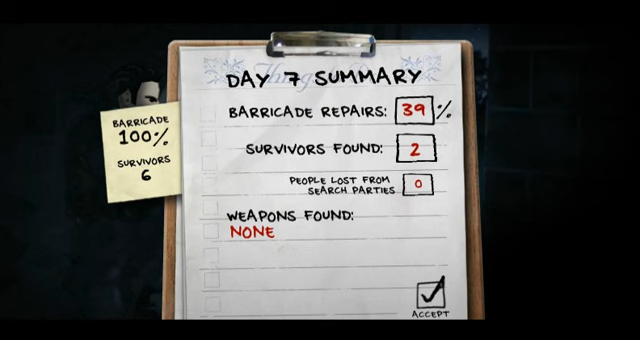 DAY 7 SUMMARY
BARRICADE REPAIRS: 39 %
SURVIVORS FOUND: 2
PEOPLE LOST FROM
SEARCH PARTIES 0
WEAPONS FOUND:
NONE
ACCEPT
BARRICADE
100%
SURVIVORS
6